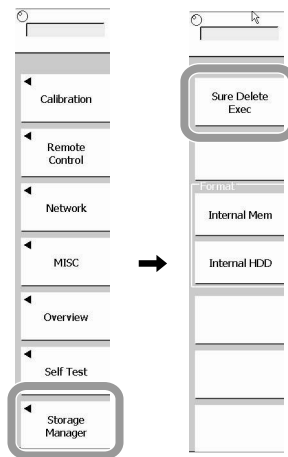 Calibration
Remote
Control
Network
MISC
Overview
Self Test
Storage
Manager
Sure Delete
Exec
Format
Internal Mem
Internal HDD